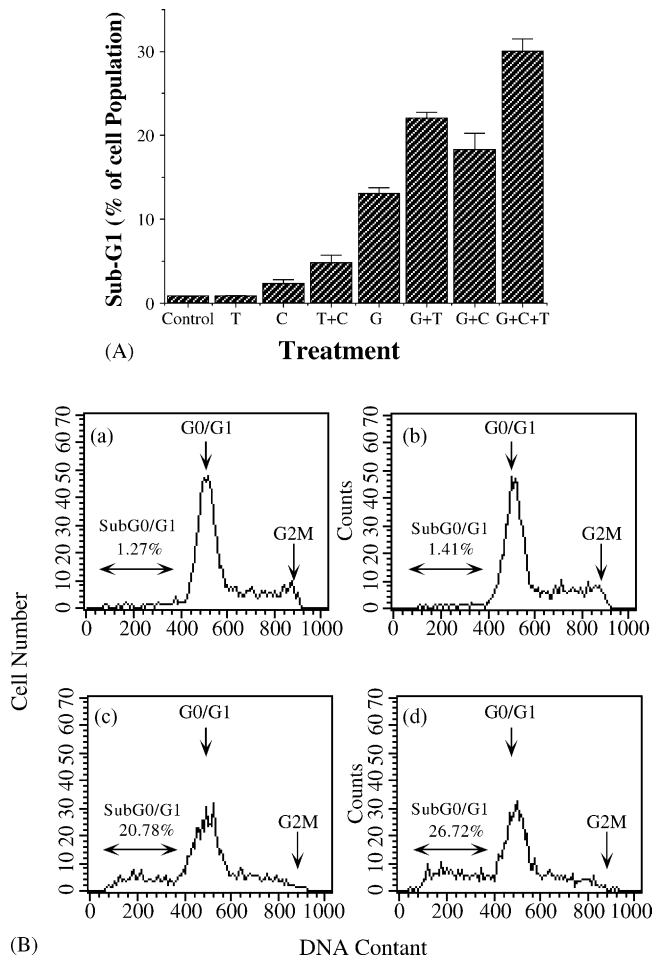 Sub-G1 (% of cell Population)
30
20
10
0
Control T C T+C G G+T G+C G+C+T
(A) Treatment
Cell Number
(a)
G0/G1
SubG0/G1
1.27%
G2M
0 10 20 30 40 50 60 70
0 200 400 600 800 1000
(b)
Counts
G0/G1
SubG0/G1
1.41%
G2M
0 10 20 30 40 50 60 70
0 200 400 600 800 1000
(c)
G0/G1
SubG0/G1
20.78%
G2M
0 10 20 30 40 50 60 70
0 200 400 600 800 1000
(d)
Counts
G0/G1
SubG0/G1
26.72%
G2M
0 10 20 30 40 50 60 70
0 200 400 600 800 1000
(B) DNA Contant